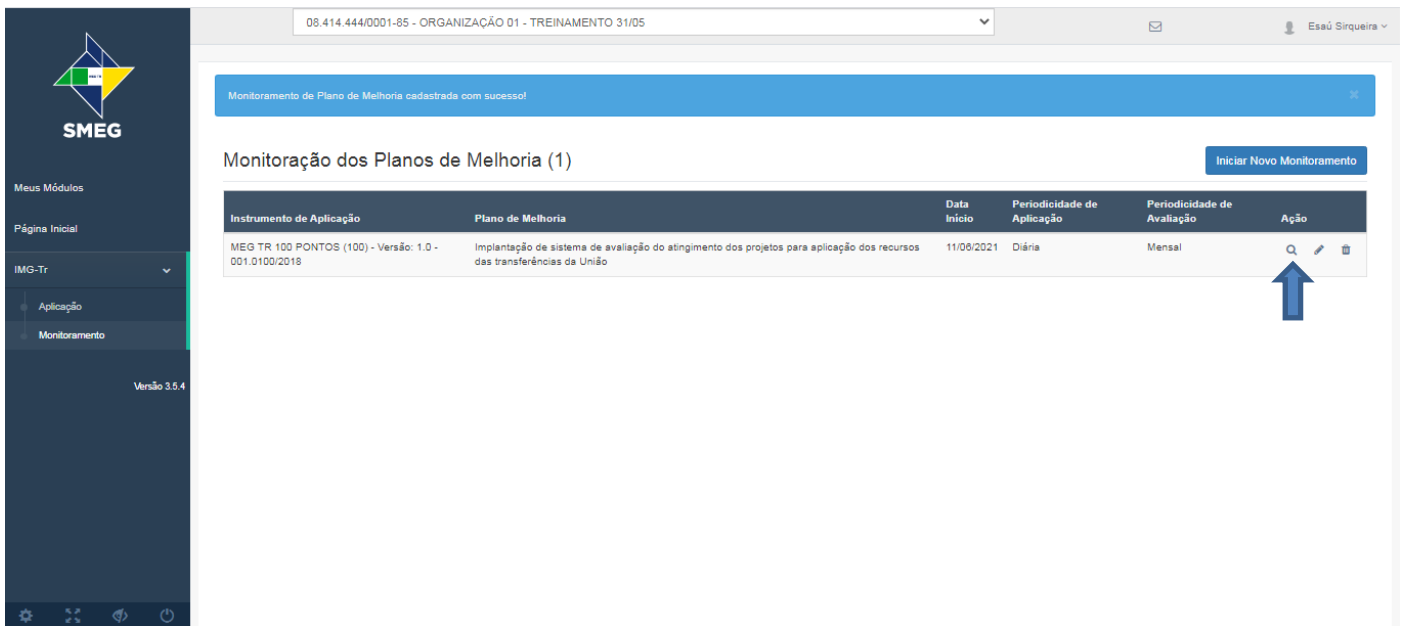 08.414.444/0001-85 - ORGANIZAÇÃO 01 - TREINAMENTO 31/05
Esaú Sirqueira
SMEG
Meus Módulos
Página Inicial
IMG-Tr
Aplicação
Monitoramento
Versão 3.5.4
Monitoramento de Plano de Melhoria cadastrada com sucesso!
Monitoração dos Planos de Melhoria (1)
Iniciar Novo Monitoramento
Instrumento de Aplicação
Plano de Melhoria
Data
Início
Periodicidade de
Aplicação
Periodicidade de
Avaliação
Ação
MEG TR 100 PONTOS (100) - Versão: 1.0 -
001.0100/2018
Implantação de sistema de avaliação do atingimento dos projetos para aplicação dos recursos
das transferências da União
11/06/2021
Diária
Mensal